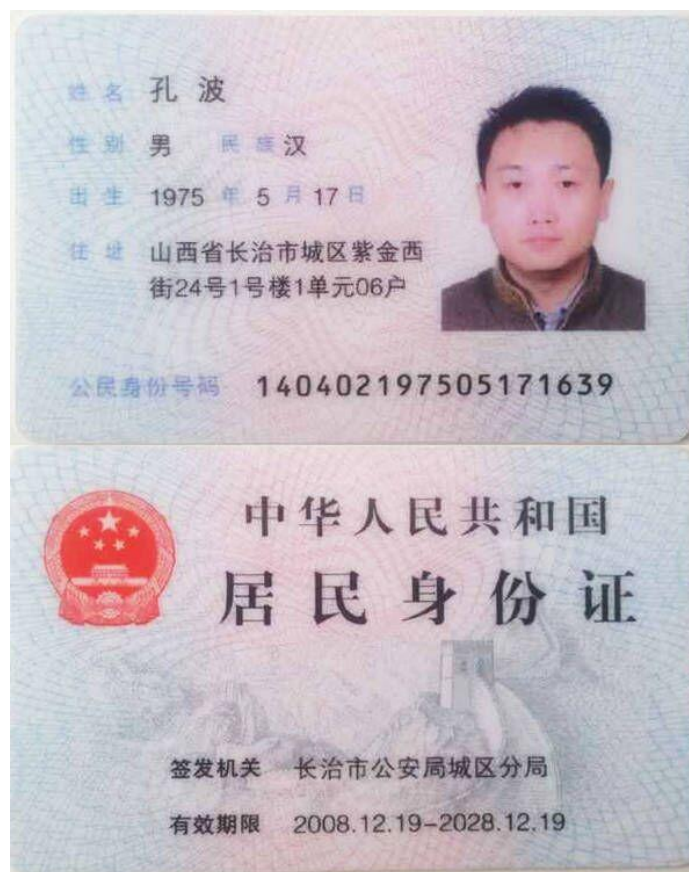 姓名 孔波
性别 男 民族 汉
出生 1975 年 5 月 17 日
住址 山西省长治市城区紫金西
街24号1号楼1单元06户
公民身份号码 140402197505171639
中华人民共和国
居民身份证
签发机关 长治市公安局城区分局
有效期限 2008.12.19-2028.12.19